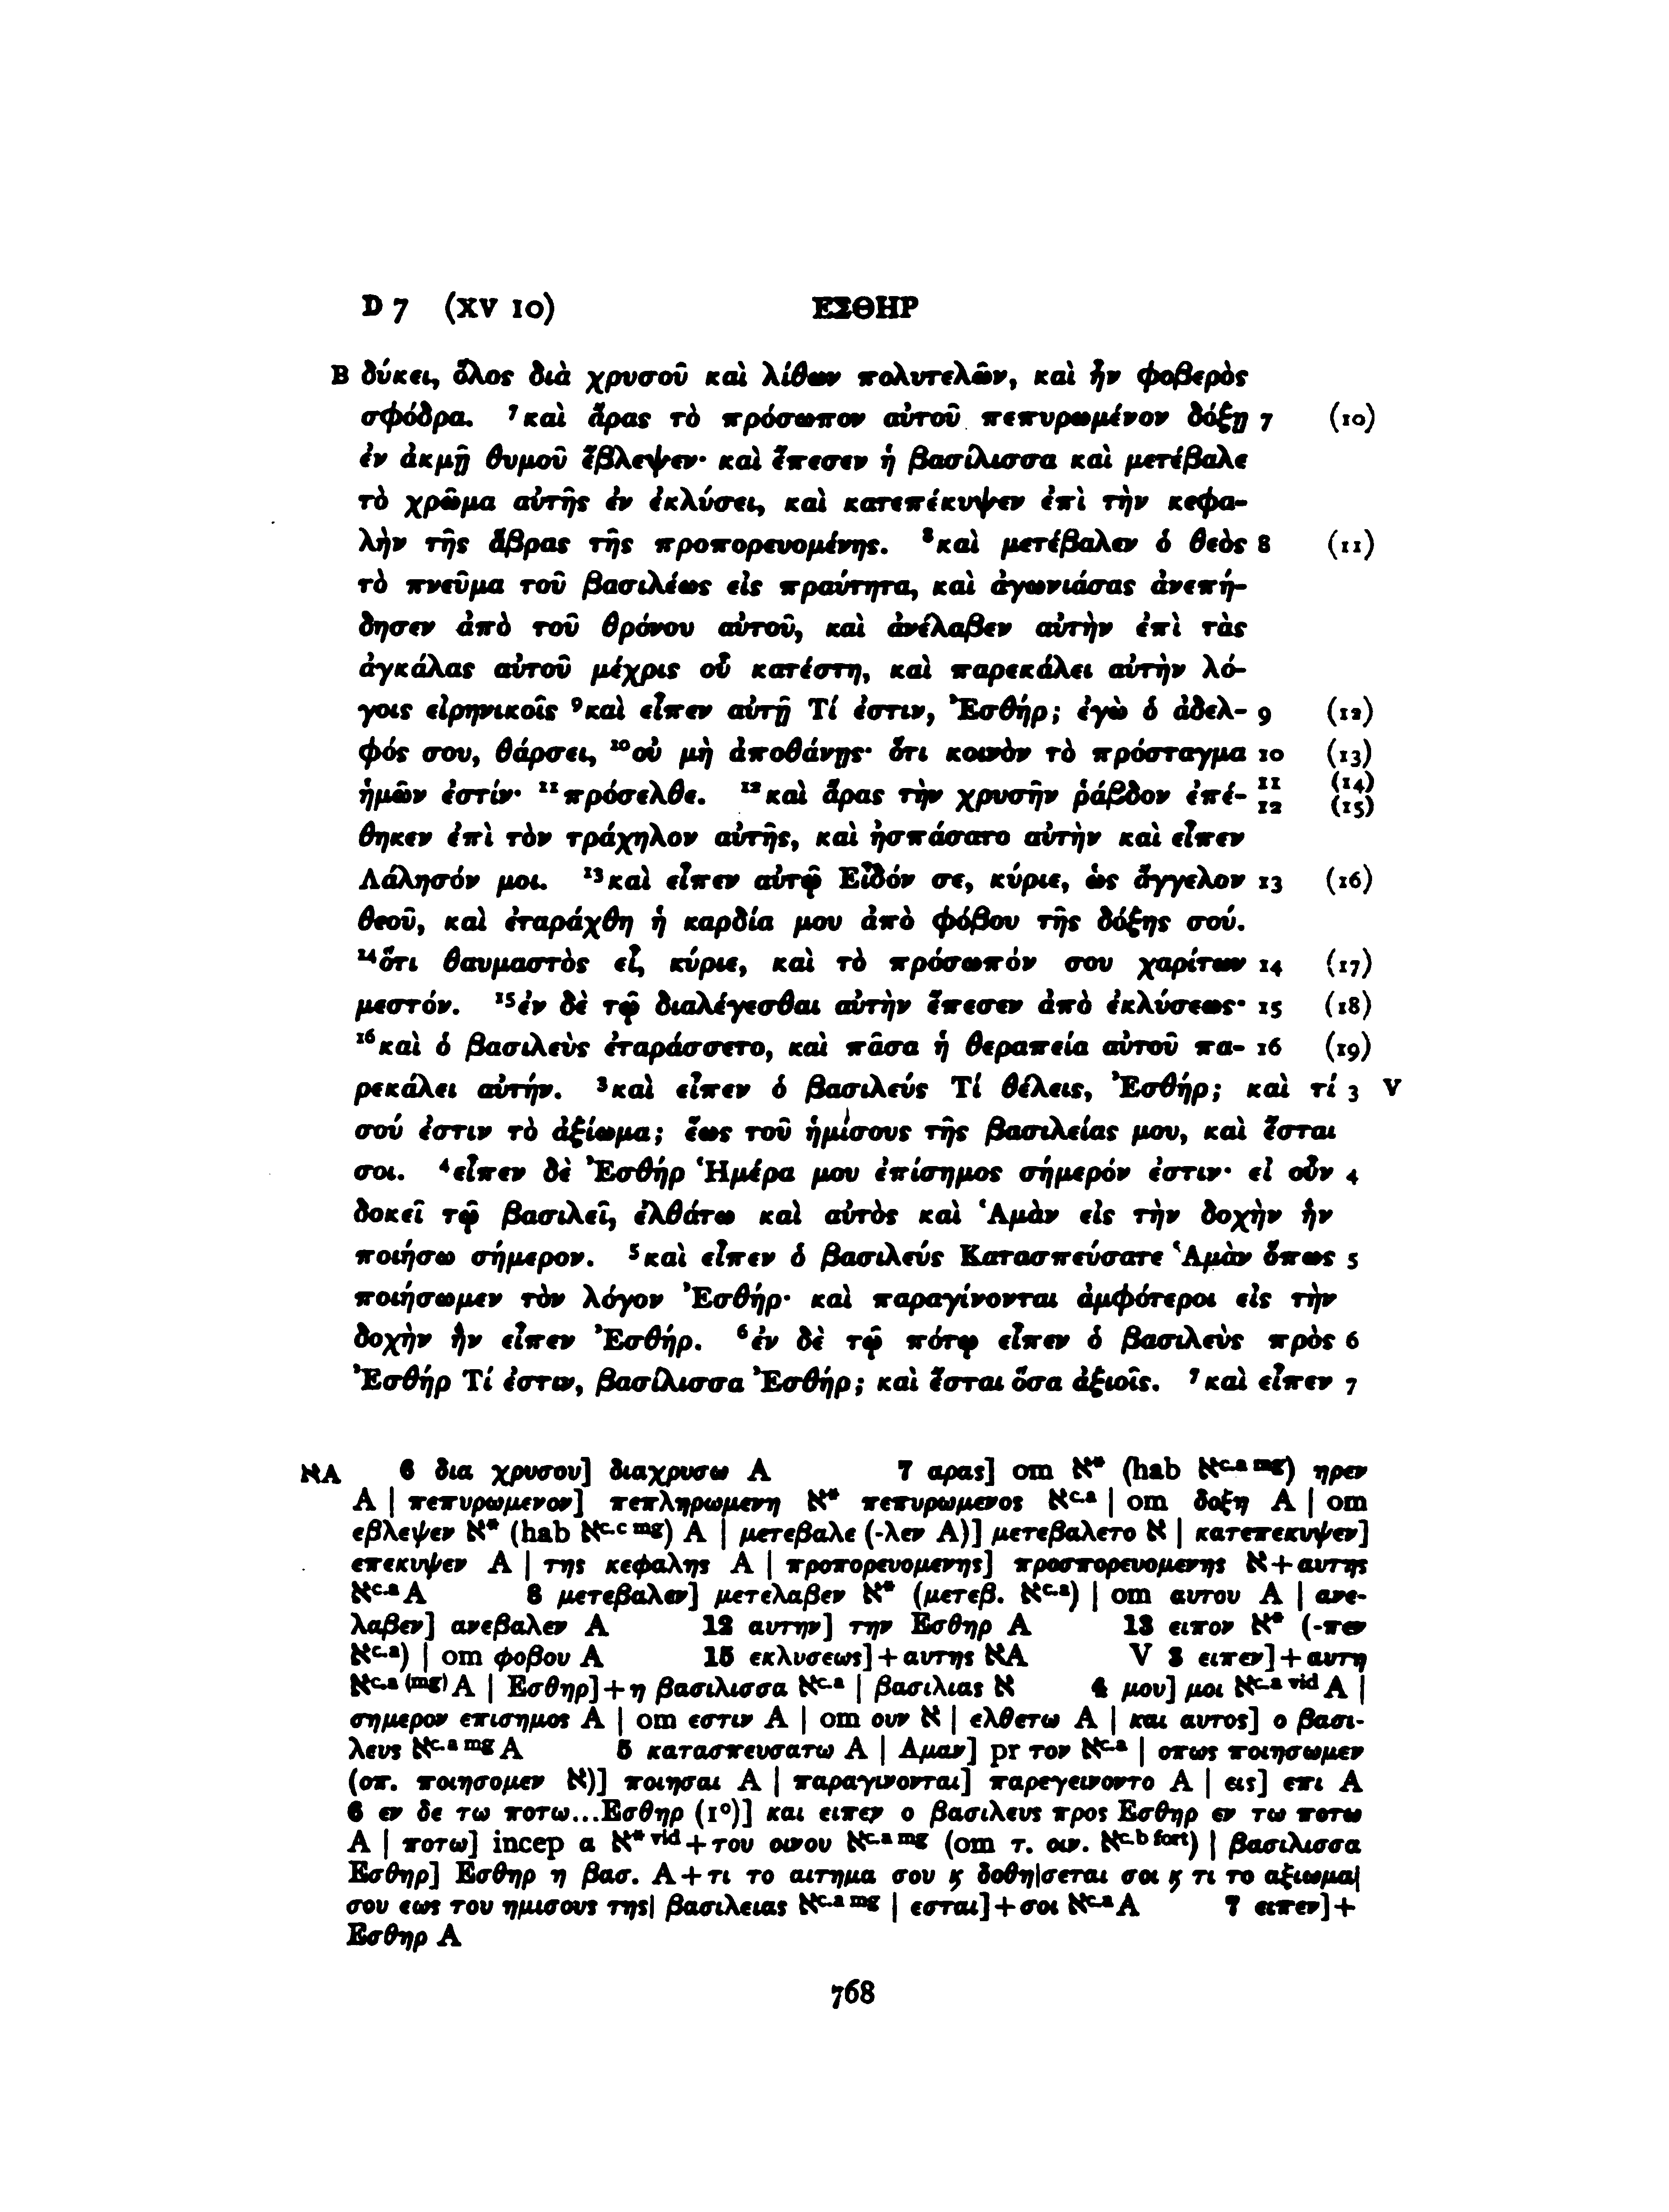 D 7 (XV 10) ΕΣΘΗΡ
B δύκει, ὅλος διὰ χρυσοῦ καὶ λίθων πολυτελῶν, καὶ ἦν φοβερὸς
σφόδρα. ⁷καὶ ἄρας τὸ πρόσωπον αὐτοῦ πεπυρωμένον δόξῃ 7 (10)
ἐν ἀκμῇ θυμοῦ ἔβλεψεν· καὶ ἔπεσεν ἡ βασίλισσα καὶ μετέβαλε
τὸ χρῶμα αὐτῆς ἐν ἐκλύσει, καὶ κατεπέκυψεν ἐπὶ τὴν κεφα-
λὴν τῆς ἅβρας τῆς προπορευομένης. ⁸καὶ μετέβαλεν ὁ θεὸς 8 (11)
τὸ πνεῦμα τοῦ βασιλέως εἰς πραύτητα, καὶ ἀγωνιάσας ἀνεπή-
δησεν ἀπὸ τοῦ θρόνου αὐτοῦ, καὶ ἀνέλαβεν αὐτὴν ἐπὶ τὰς
ἀγκάλας αὐτοῦ μέχρις οὗ κατέστη, καὶ παρεκάλει αὐτὴν λό-
γοις εἰρηνικοῖς ⁹καὶ εἶπεν αὐτῇ Τί ἐστιν, Ἐσθήρ; ἐγὼ ὁ ἀδελ- 9 (12)
φός σου, θάρσει, ¹⁰οὐ μὴ ἀποθάνῃς· ὅτι κοινὸν τὸ πρόσταγμα 10 (13)
ἡμῶν ἐστίν· ¹¹πρόσελθε. ¹²καὶ ἄρας τὴν χρυσῆν ῥάβδον ἐπέ- 11 (14) 12 (15)
θηκεν ἐπὶ τὸν τράχηλον αὐτῆς, καὶ ἠσπάσατο αὐτὴν καὶ εἶπεν
Λάλησόν μοι. ¹³καὶ εἶπεν αὐτῷ Εἶδόν σε, κύριε, ὡς ἄγγελον 13 (16)
θεοῦ, καὶ ἐταράχθη ἡ καρδία μου ἀπὸ φόβου τῆς δόξης σού.
¹⁴ὅτι θαυμαστὸς εἶ, κύριε, καὶ τὸ πρόσωπόν σου χαρίτων 14 (17)
μεστόν. ¹⁵ἐν δὲ τῷ διαλέγεσθαι αὐτὴν ἔπεσεν ἀπὸ ἐκλύσεως· 15 (18)
¹⁶καὶ ὁ βασιλεὺς ἐταράσσετο, καὶ πᾶσα ἡ θεραπεία αὐτοῦ πα- 16 (19)
ρεκάλει αὐτήν. ³καὶ εἶπεν ὁ βασιλεύς Τί θέλεις, Ἐσθήρ; καὶ τί 3 V
σού ἐστιν τὸ ἀξίωμα; ἕως τοῦ ἡμίσους τῆς βασιλείας μου, καὶ ἔσται
σοι. ⁴εἶπεν δὲ Ἐσθήρ Ἡμέρα μου ἐπίσημος σήμερόν ἐστιν· εἰ οὖν 4
δοκεῖ τῷ βασιλεῖ, ἐλθάτω καὶ αὐτὸς καὶ Ἁμὰν εἰς τὴν δοχὴν ἣν
ποιήσω σήμερον. ⁵καὶ εἶπεν ὁ βασιλεύς Κατασπεύσατε Ἁμὰν ὅπως 5
ποιήσωμεν τὸν λόγον Ἐσθήρ· καὶ παραγίνονται ἀμφότεροι εἰς τὴν
δοχὴν ἣν εἶπεν Ἐσθήρ. ⁶ἐν δὲ τῷ πότῳ εἶπεν ὁ βασιλεὺς πρὸς 6
Ἐσθήρ Τί ἐστιν, βασίλισσα Ἐσθήρ; καὶ ἔσται ὅσα ἀξιοῖς. ⁷καὶ εἶπεν 7
אA 6 δια χρυσου] διαχρυσω A 7 αρας] om א* (hab א^c.a mg) ηρεν
A | πεπυρωμενον] πεπληρωμενη א* πεπυρωμενος א^c.a | om δοξη A | om
εβλεψεν א* (hab א^c.c mg) A | μετεβαλε (-λεν A)] μετεβαλετο א | κατεπεκυψεν]
επεκυψεν A | της κεφαλης A | προπορευομενης] προσπορευομενης א + αυτης
א^c.a A 8 μετεβαλεν] μετελαβεν א* (μετεβ. א^c.a) | om αυτου A | ανε-
λαβεν] ανεβαλεν A 12 αυτην] την Εσθηρ A 13 ειπον א* (-πεν
א^c.a) | om φοβου A 15 εκλυσεως] + αυτης אA V 3 ειπεν] + αυτη
א^c.a (mg) A | Εσθηρ] + η βασιλισσα א^c.a | βασιλιας א 4 μου] μοι א^c.a vid A |
σημερον επισημος A | om εστιν A | om ουν א | ελθετω A | και αυτος] ο βασι-
λευς א^c.a mg A 5 κατασπευσατω A | Αμαν] pr τον א^c.a | οπως ποιησωμεν
(οπ. ποιησομεν א)] ποιησαι A | παραγινονται] παρεγεινοντο A | εις] επι A
6 εν δε τω ποτω...Εσθηρ (1°)] και ειπεν ο βασιλευς προς Εσθηρ εν τω ποτω
A | ποτω] incep α א* vid + του οινου א^c.a mg (om τ. οιν. א^c.b fort) | βασιλισσα
Εσθηρ] Εσθηρ η βασ. A + τι το αιτημα σου ϗ δοθη|σεται σοι ϗ τι το αξιωμα|
σου εως του ημισους της| βασιλειας א^c.a mg | εσται] + σοι א^c.a A 7 ειπεν] +
Εσθηρ A
768